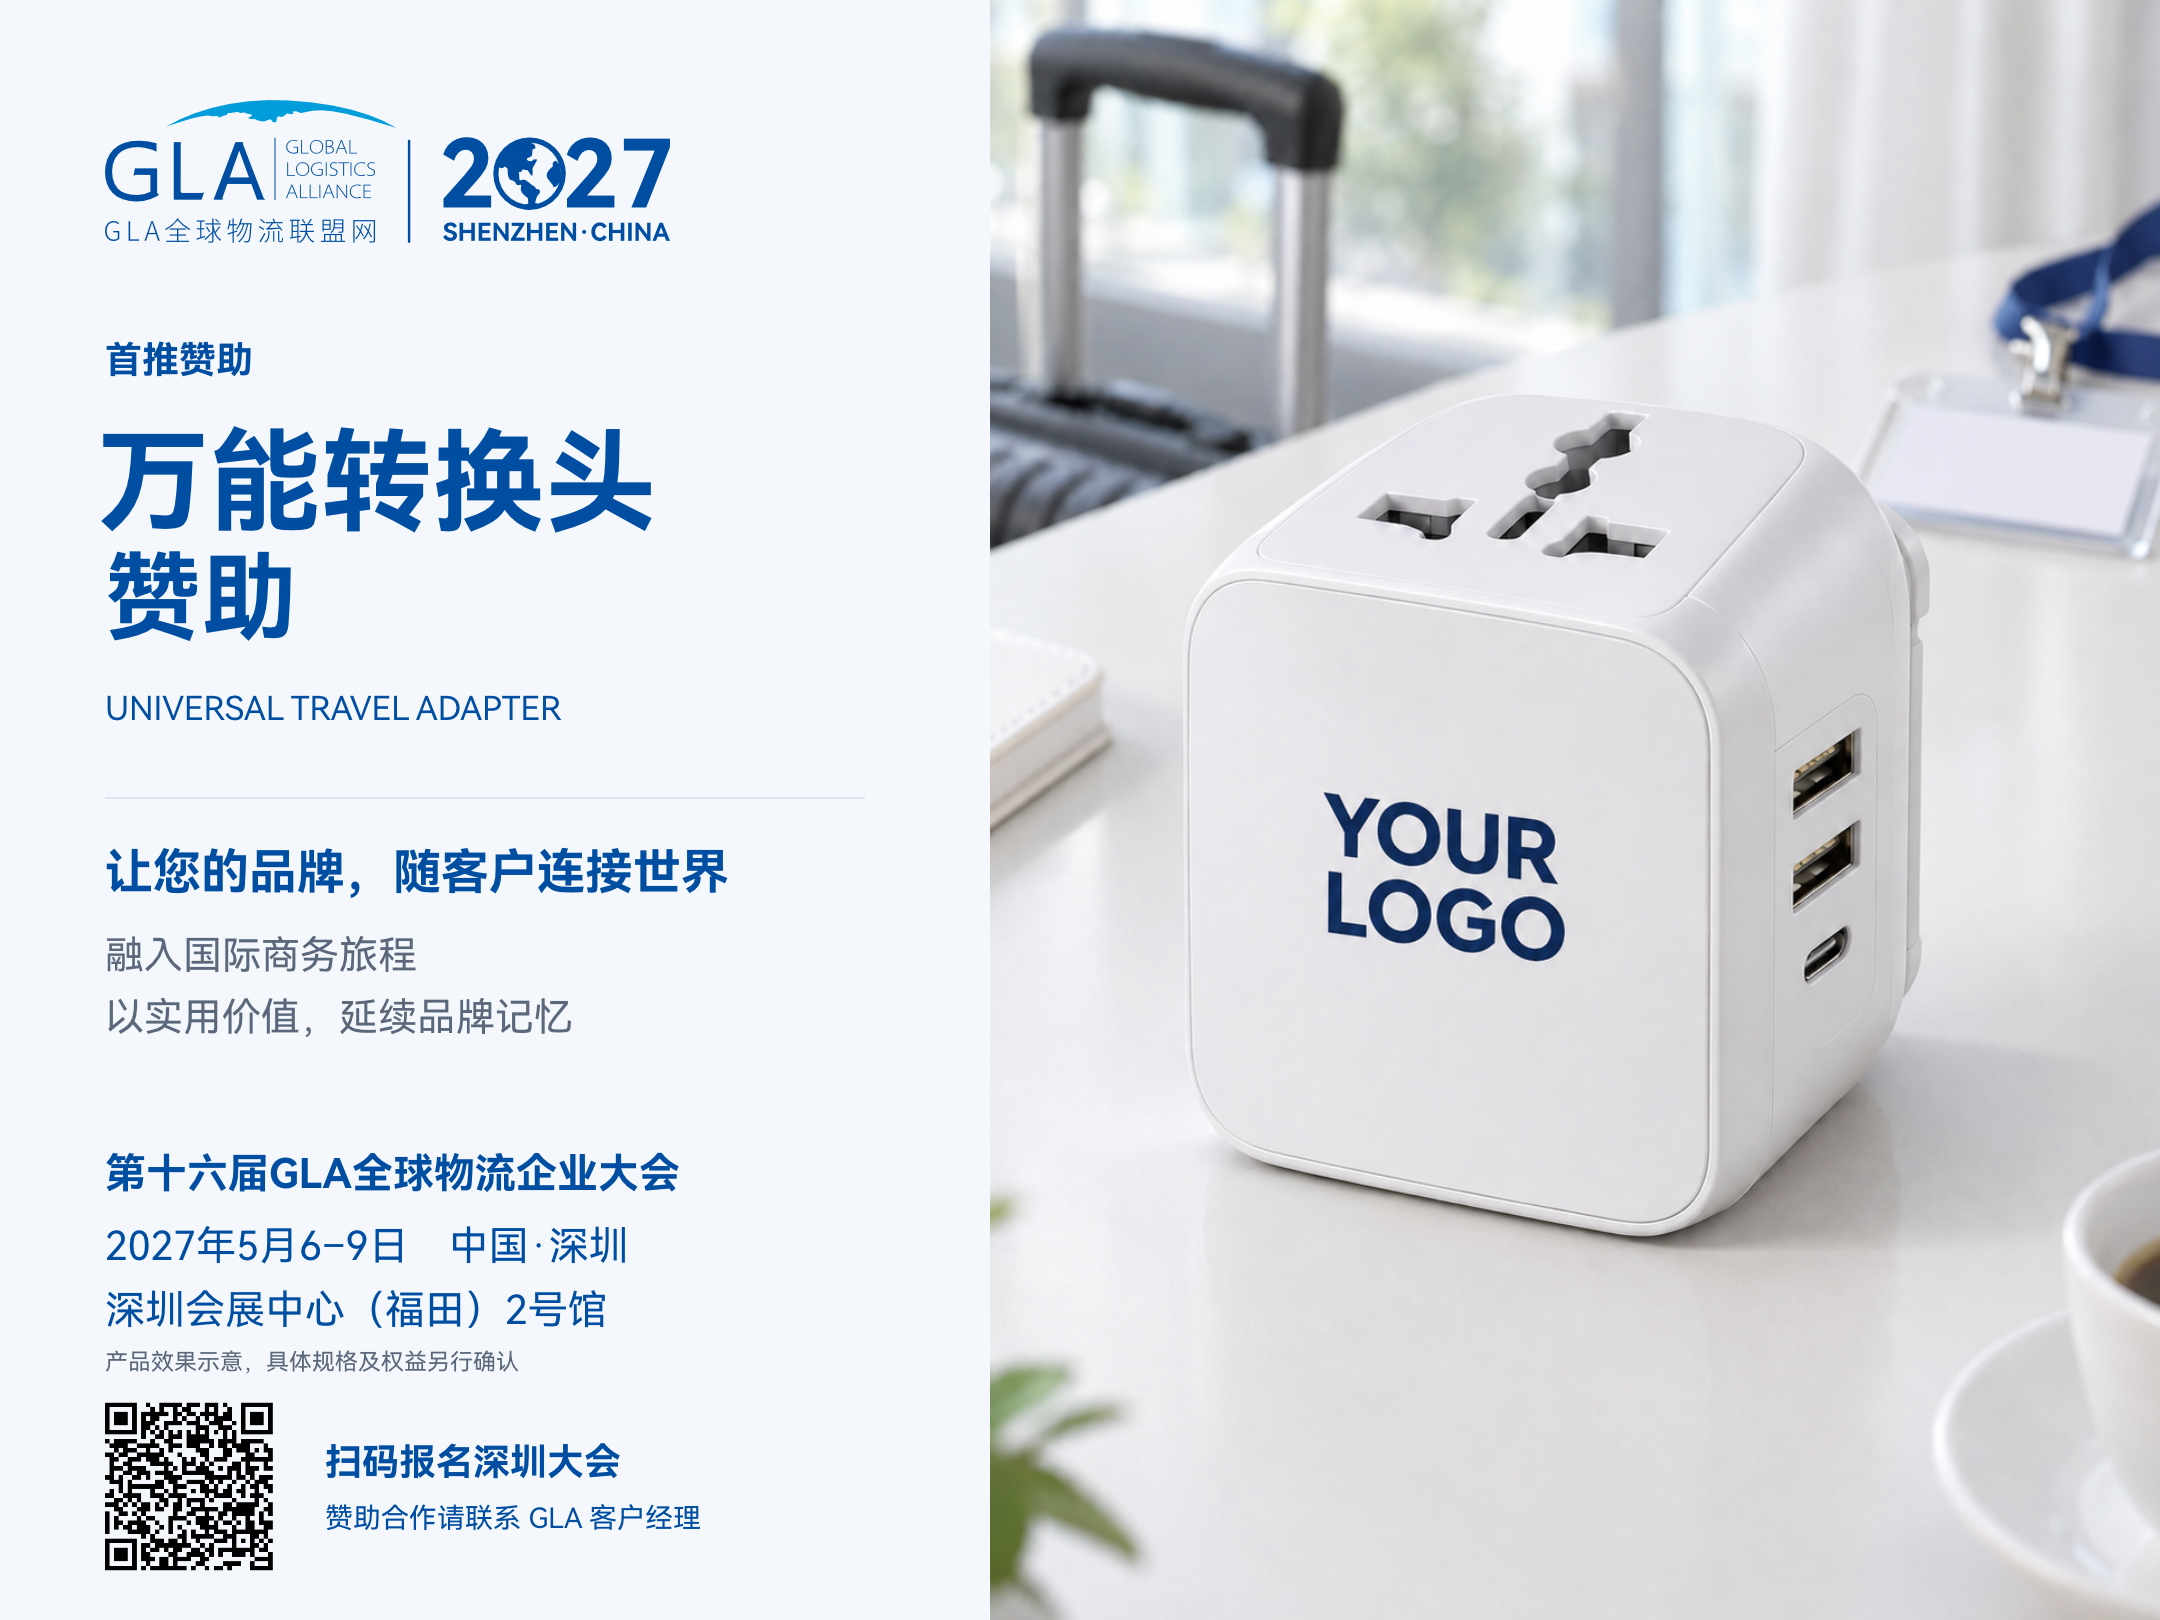 GLA
GLOBAL
LOGISTICS
ALLIANCE
GLA全球物流联盟网
2027
SHENZHEN·CHINA
首推赞助
万能转换头
赞助
UNIVERSAL TRAVEL ADAPTER
让您的品牌，随客户连接世界
融入国际商务旅程
以实用价值，延续品牌记忆
第十六届GLA全球物流企业大会
2027年5月6–9日 中国·深圳
深圳会展中心（福田）2号馆
产品效果示意，具体规格及权益另行确认
扫码报名深圳大会
赞助合作请联系 GLA 客户经理
YOUR
LOGO